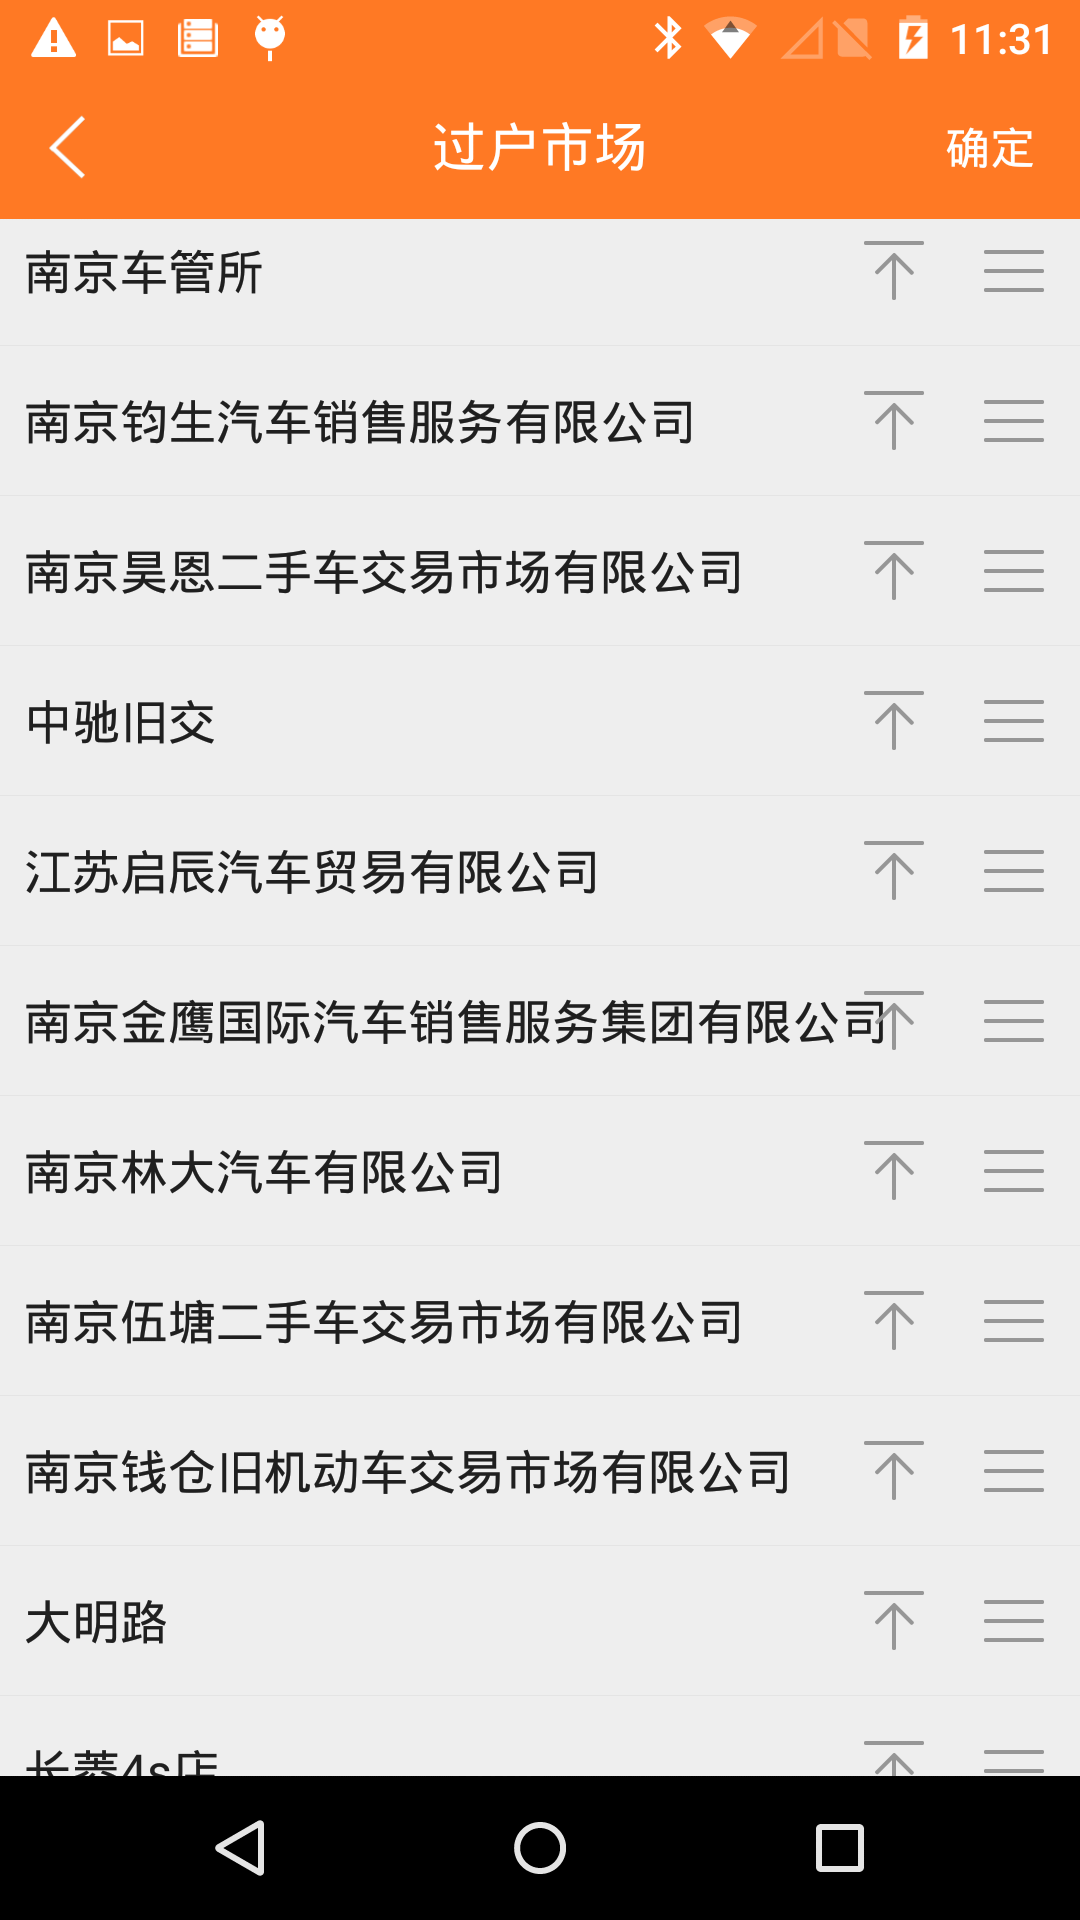 11:31
过户市场
确定
南京车管所
南京钧生汽车销售服务有限公司
南京昊恩二手车交易市场有限公司
中驰旧交
江苏启辰汽车贸易有限公司
南京金鹰国际汽车销售服务集团有限公司
南京林大汽车有限公司
南京伍塘二手车交易市场有限公司
南京钱仓旧机动车交易市场有限公司
大明路
长菱4s店